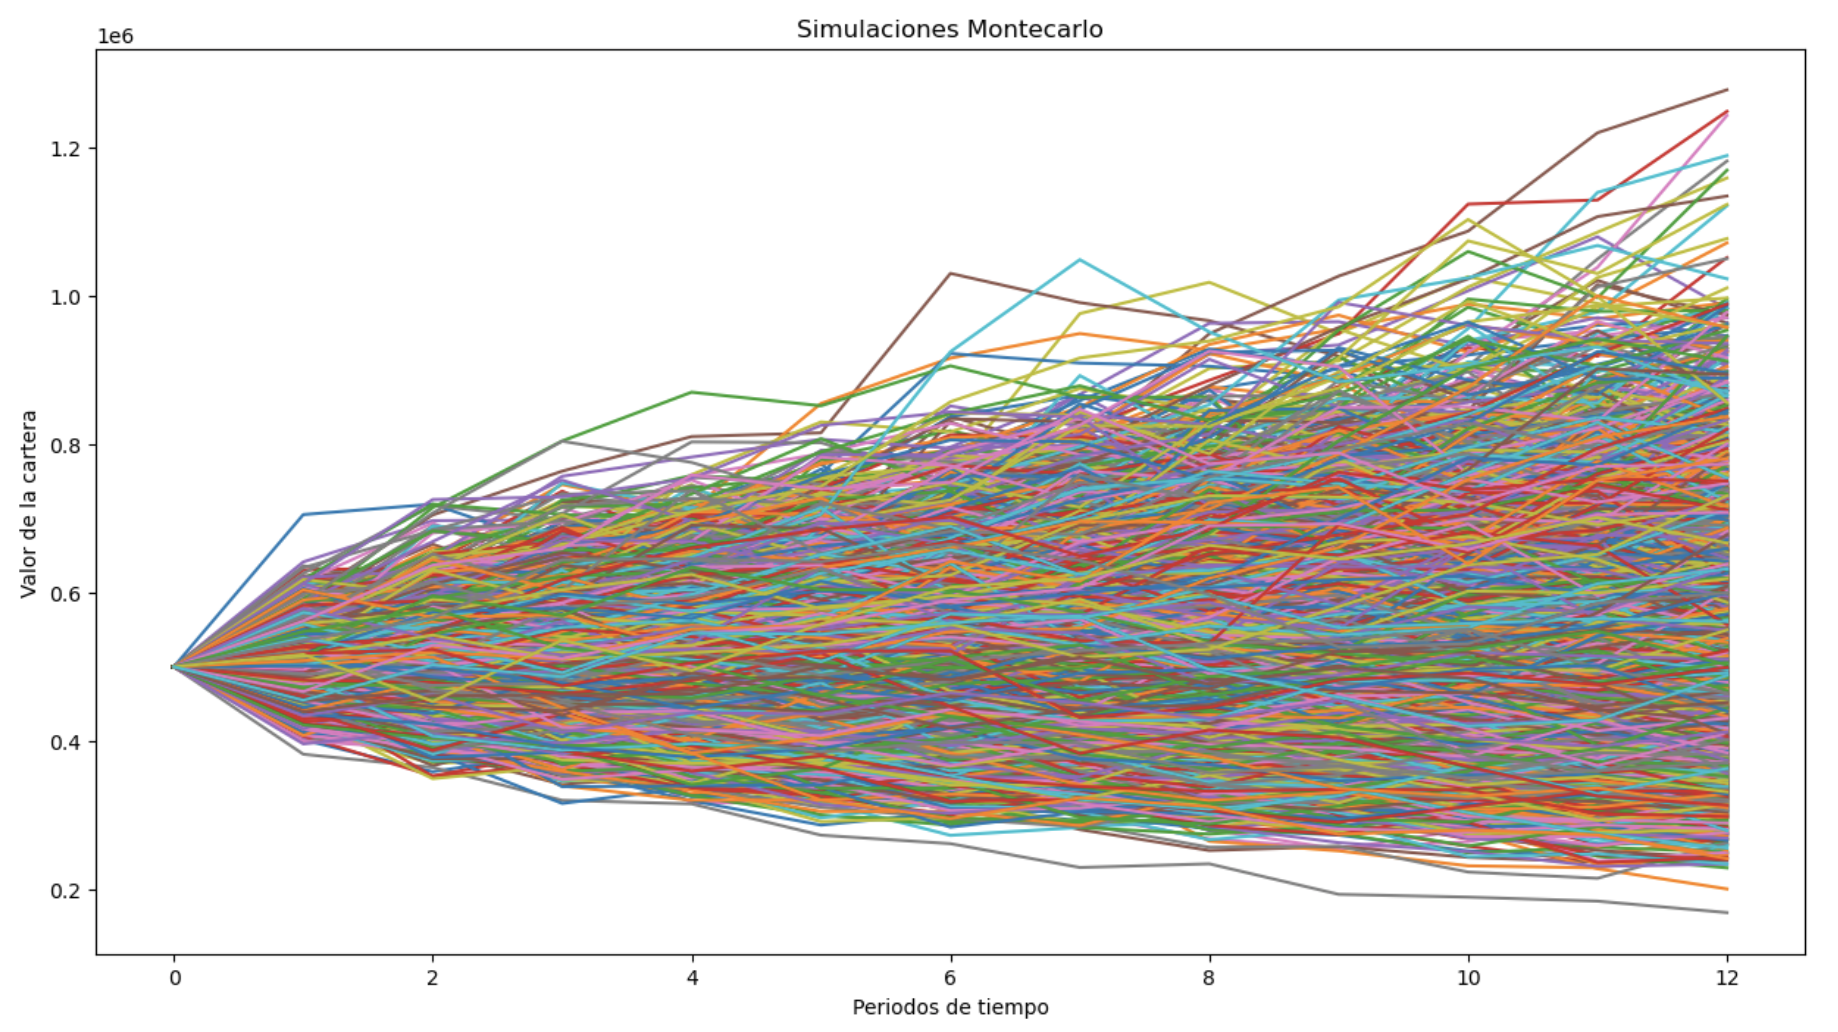 Simulaciones Montecarlo
1e6
1.2
1.0
0.8
0.6
0.4
0.2
Valor de la cartera
0 2 4 6 8 10 12
Periodos de tiempo